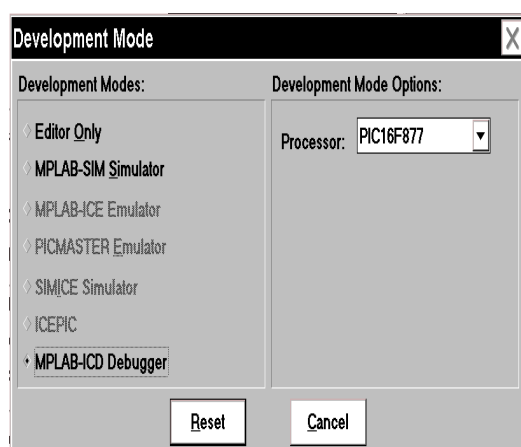 Development Mode
Development Modes:
Editor Only
MPLAB-SIM Simulator
MPLAB-ICE Emulator
PICMASTER Emulator
SIMICE Simulator
ICEPIC
MPLAB-ICD Debugger
Development Mode Options:
Processor: PIC16F877
Reset
Cancel